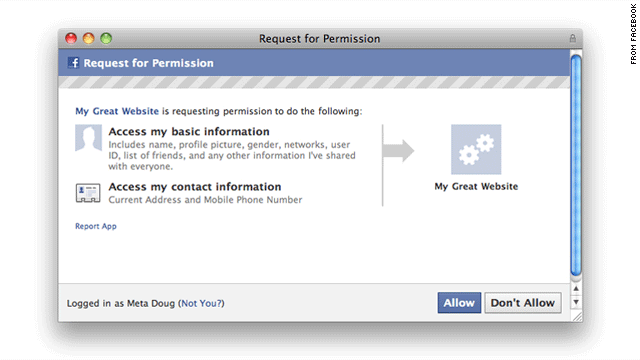 Request for Permission
FROM FACEBOOK
f Request for Permission
My Great Website is requesting permission to do the following:
Access my basic information
Includes name, profile picture, gender, networks, user
ID, list of friends, and any other information I've shared
with everyone.
Access my contact information
Current Address and Mobile Phone Number
My Great Website
Report App
Logged in as Meta Doug (Not You?)
Allow
Don't Allow